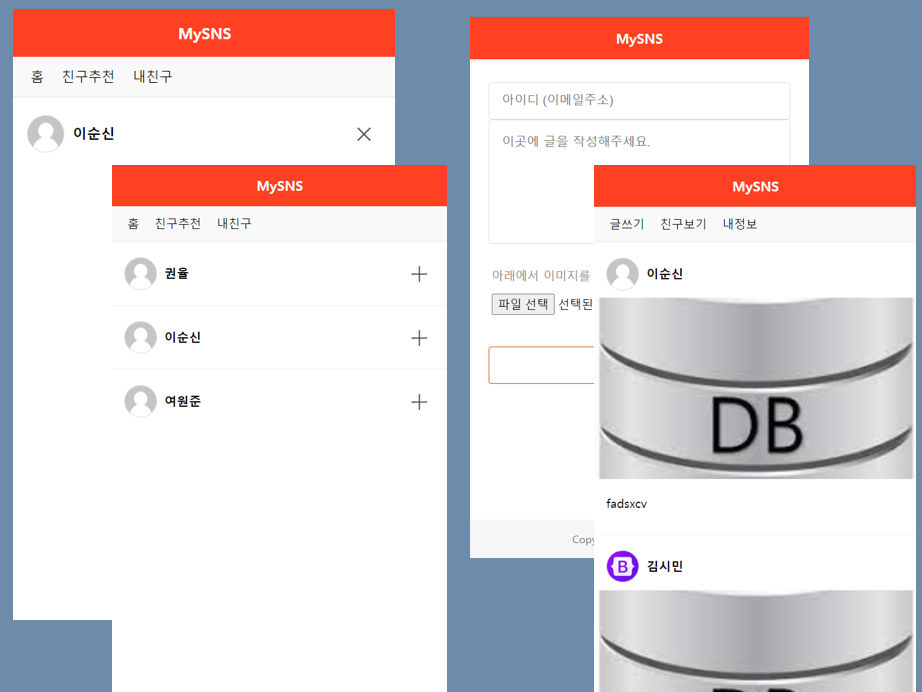 MySNS
홈 친구추천 내친구
이순신
MySNS
홈 친구추천 내친구
권율
이순신
여원준
MySNS
아이디 (이메일주소)
이곳에 글을 작성해주세요.
아래에서 이미지를
파일 선택 선택된
Copy
MySNS
글쓰기 친구보기 내정보
이순신
DB
fadsxcv
B
김시민